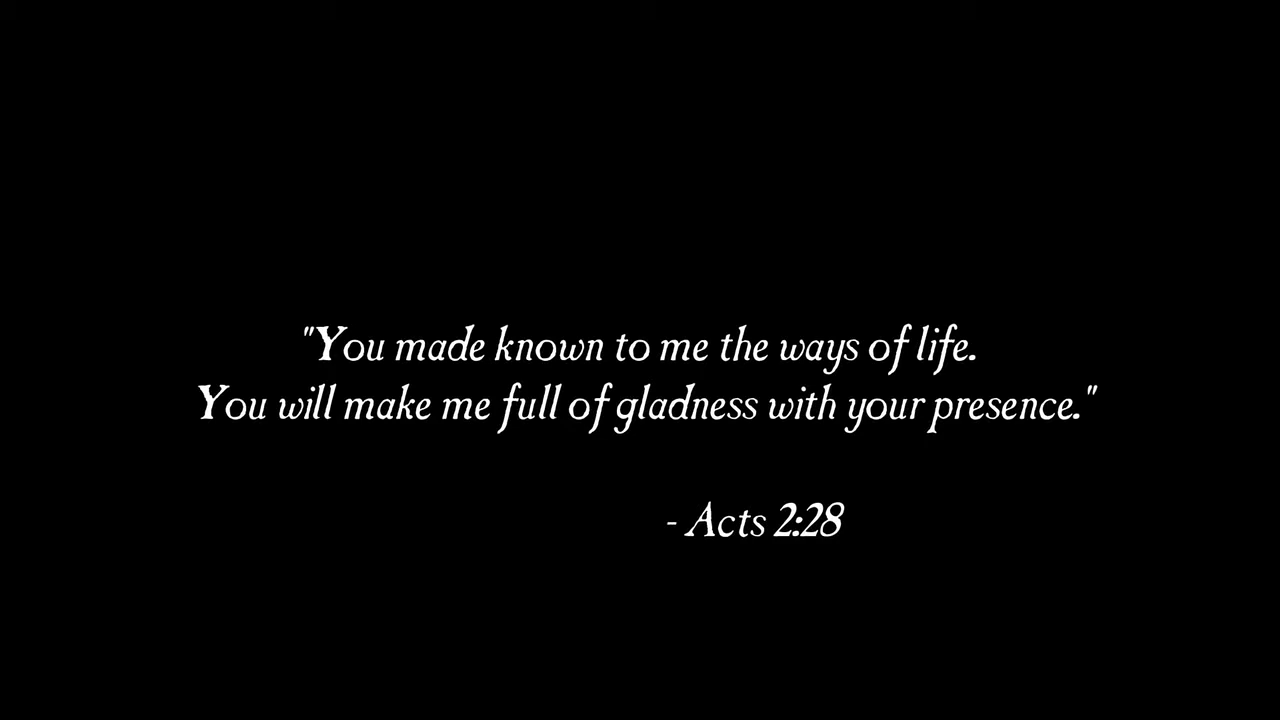 "You made known to me the ways of life.
You will make me full of gladness with your presence."
- Acts 2:28